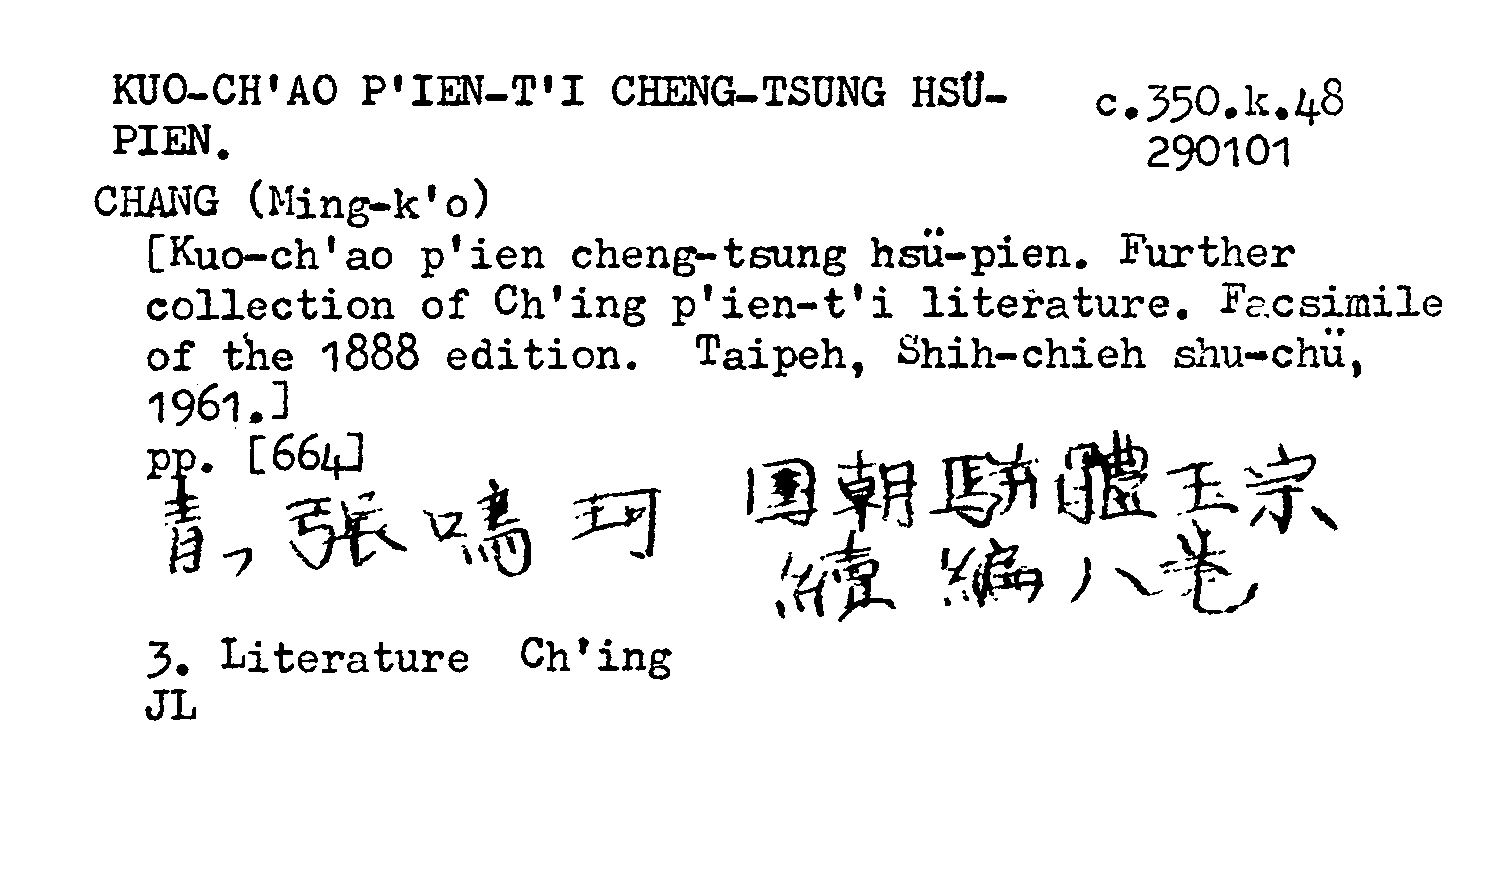 KUO-CH'AO P'IEN-T'I CHENG-TSUNG HSÜ-
PIEN.
c.350.k.48
290101
CHANG (Ming-k'o)
[Kuo-ch'ao p'ien cheng-tsung hsü-pien. Further
collection of Ch'ing p'ien-t'i literature. Facsimile
of the 1888 edition. Taipeh, Shih-chieh shu-chü,
1961.]
pp. [664]
青, 張鳴珂
國朝駢體正宗
續編八卷
3. Literature Ch'ing
JL